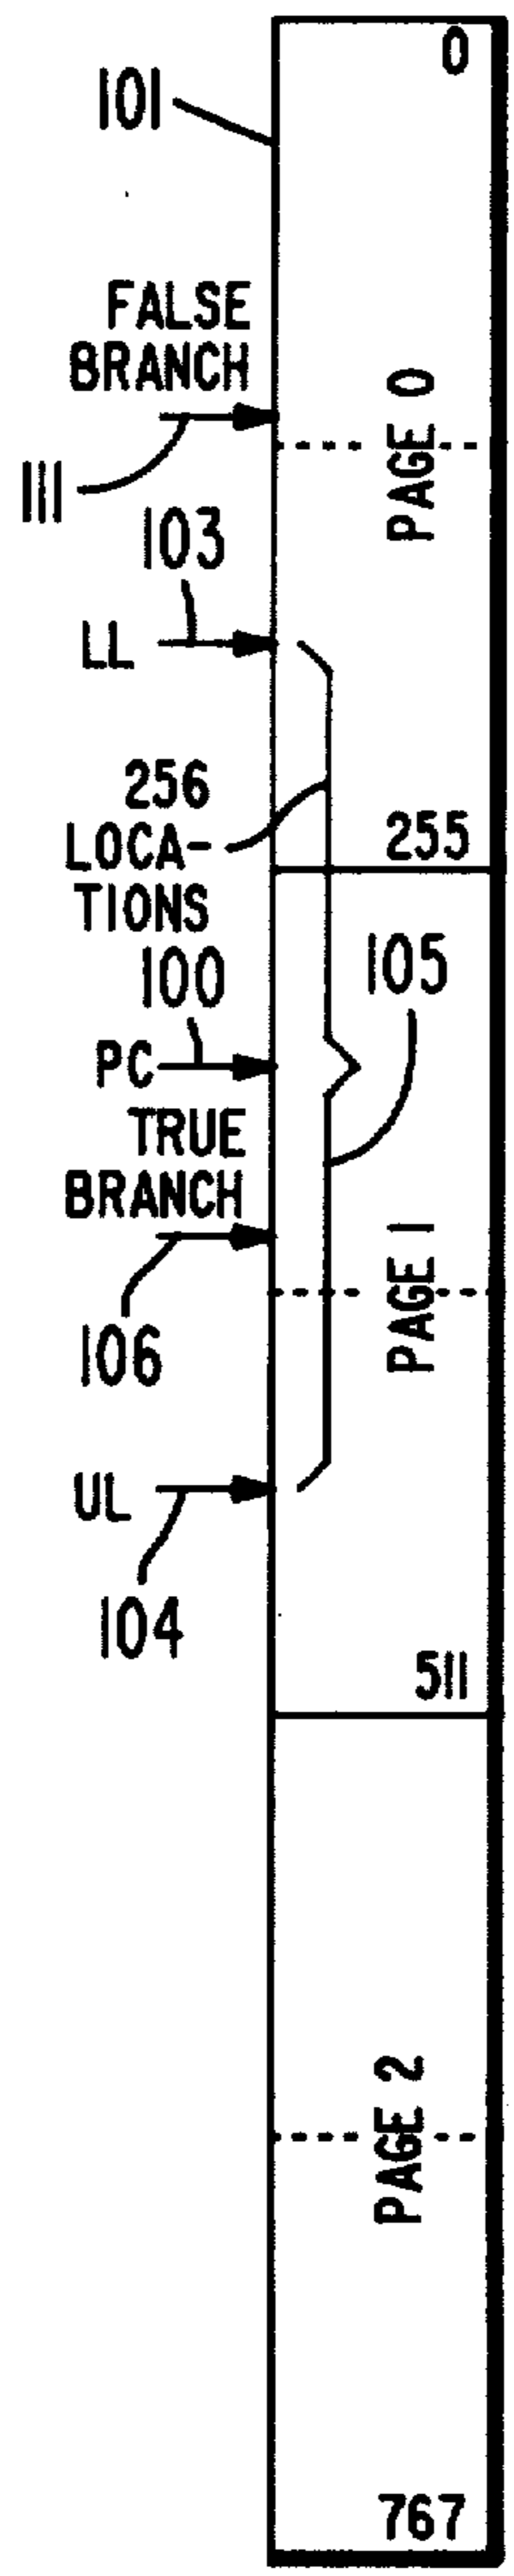 0
101
FALSE
BRANCH
PAGE 0
111
103
LL
256
LOCA-
TIONS
255
105
100
PC
TRUE
BRANCH
PAGE 1
106
UL
104
511
PAGE 2
767